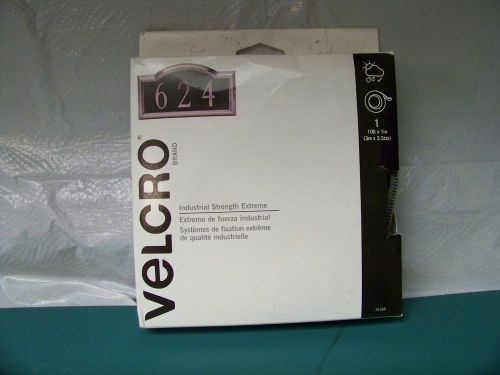 624
VELCRO®
BRAND
Industrial Strength Extreme
Extremo de fuerza industrial
Systèmes de fixation extrême
de qualité industrielle
1
10ft x 1in
(3m x 2.5cm)